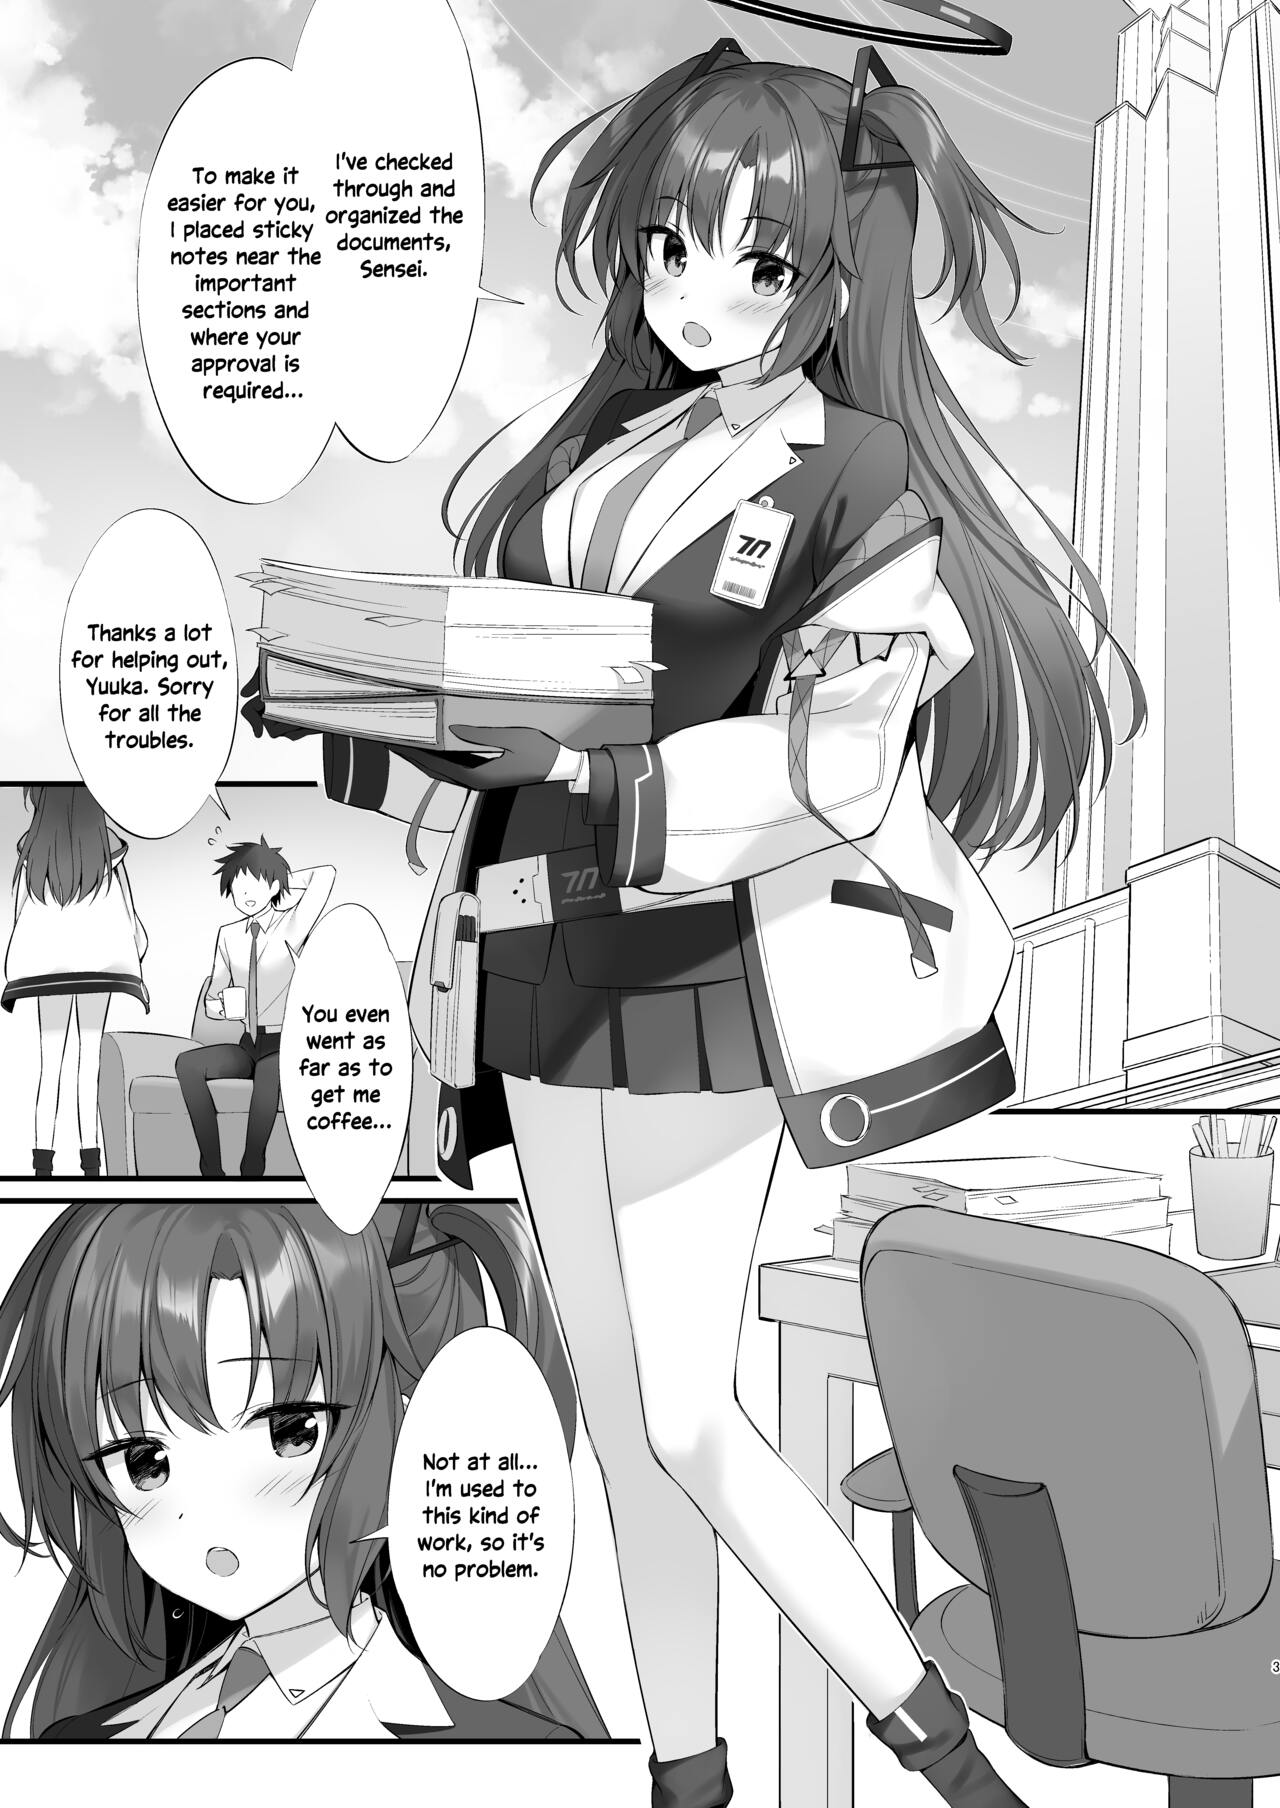 I've checked
through and
organized the
documents,
Sensei.
To make it
easier for you,
I placed sticky
notes near the
important
sections and
where your
approval is
required...
Thanks a lot
for helping out,
Yuuka. Sorry
for all the
troubles.
You even
went as
far as to
get me
coffee...
Not at all...
I'm used to
this kind of
work, so it's
no problem.
3